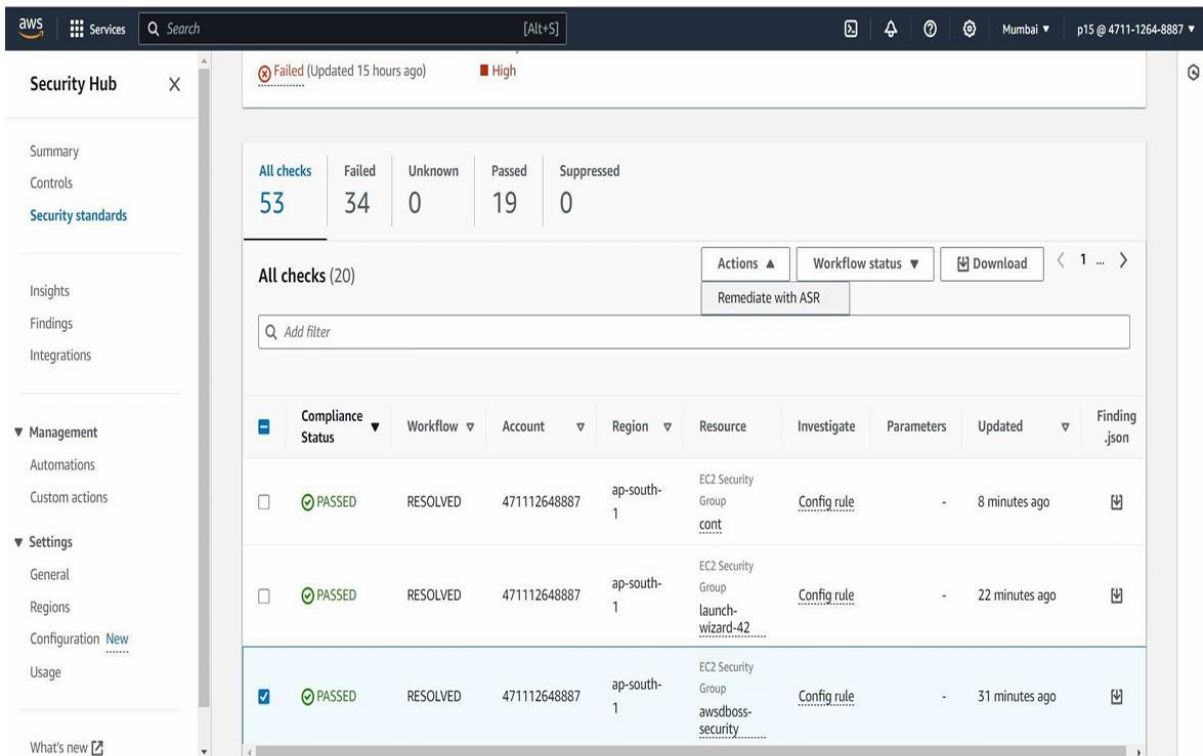 aws
Services
Search
[Alt+S]
Mumbai ▼
p15 @ 4711-1264-8887 ▼
Security Hub X
Summary
Controls
Security standards
Insights
Findings
Integrations
▼ Management
Automations
Custom actions
▼ Settings
General
Regions
Configuration New
Usage
What's new
Failed (Updated 15 hours ago)
High
All checks
53
Failed
34
Unknown
0
Passed
19
Suppressed
0
All checks (20)
Actions ▲
Workflow status ▼
Download
< 1 ... >
Remediate with ASR
Add filter
Compliance
Status
Workflow
Account
Region
Resource
Investigate
Parameters
Updated
Finding
.json
PASSED
RESOLVED
471112648887
ap-south-
1
EC2 Security
Group
cont
Config rule
-
8 minutes ago
PASSED
RESOLVED
471112648887
ap-south-
1
EC2 Security
Group
launch-
wizard-42
Config rule
-
22 minutes ago
PASSED
RESOLVED
471112648887
ap-south-
1
EC2 Security
Group
awsdboss-
security
Config rule
-
31 minutes ago